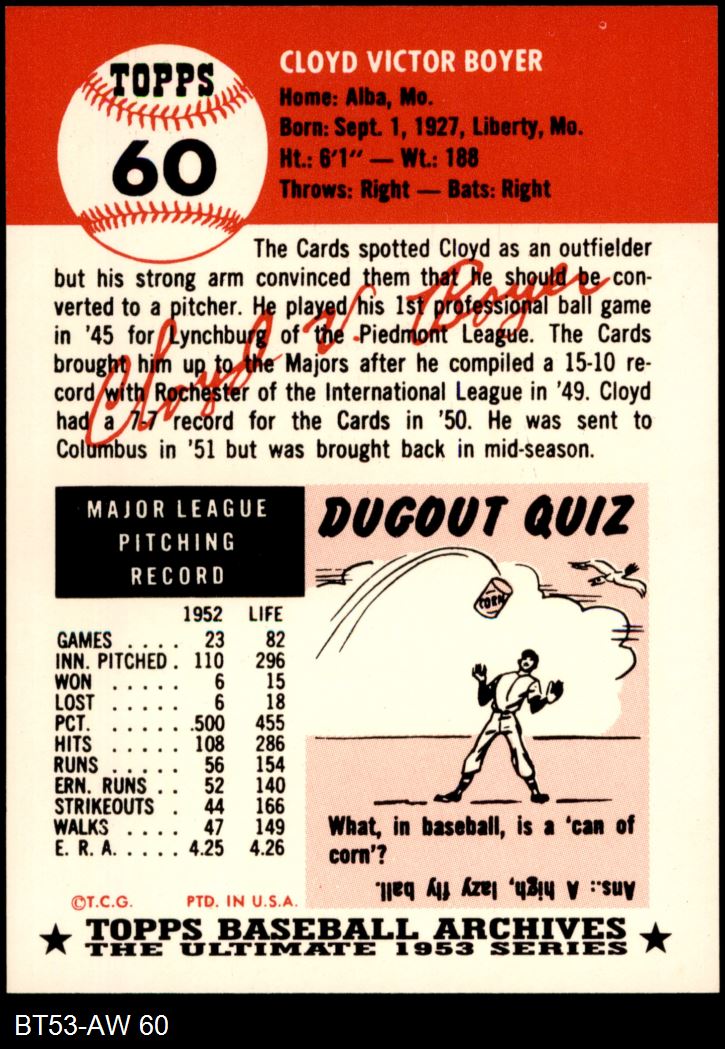 TOPPS
60
CLOYD VICTOR BOYER
Home: Alba, Mo.
Born: Sept. 1, 1927, Liberty, Mo.
Ht.: 6'1" — Wt.: 188
Throws: Right — Bats: Right
The Cards spotted Cloyd as an outfielder
but his strong arm convinced them that he should be con-
verted to a pitcher. He played his 1st professional ball game
in '45 for Lynchburg of the Piedmont League. The Cards
brought him up to the Majors after he compiled a 15-10 re-
cord with Rochester of the International League in '49. Cloyd
had a 7-7 record for the Cards in '50. He was sent to
Columbus in '51 but was brought back in mid-season.
Cloyd V. Boyer
MAJOR LEAGUE
PITCHING
RECORD
1952 LIFE
GAMES . . . . 23 82
INN. PITCHED . 110 296
WON . . . . . 6 15
LOST . . . . . 6 18
PCT. . . . . . .500 455
HITS . . . . . 108 286
RUNS . . . . . 56 154
ERN. RUNS . . 52 140
STRIKEOUTS . 44 166
WALKS . . . . 47 149
E. R. A. . . . . 4.25 4.26
DUGOUT QUIZ
CORN
What, in baseball, is a 'can of
corn'?
Ans.: A high, lazy fly ball.
©T.C.G. PTD. IN U.S.A.
TOPPS BASEBALL ARCHIVES
THE ULTIMATE 1953 SERIES
BT53-AW 60